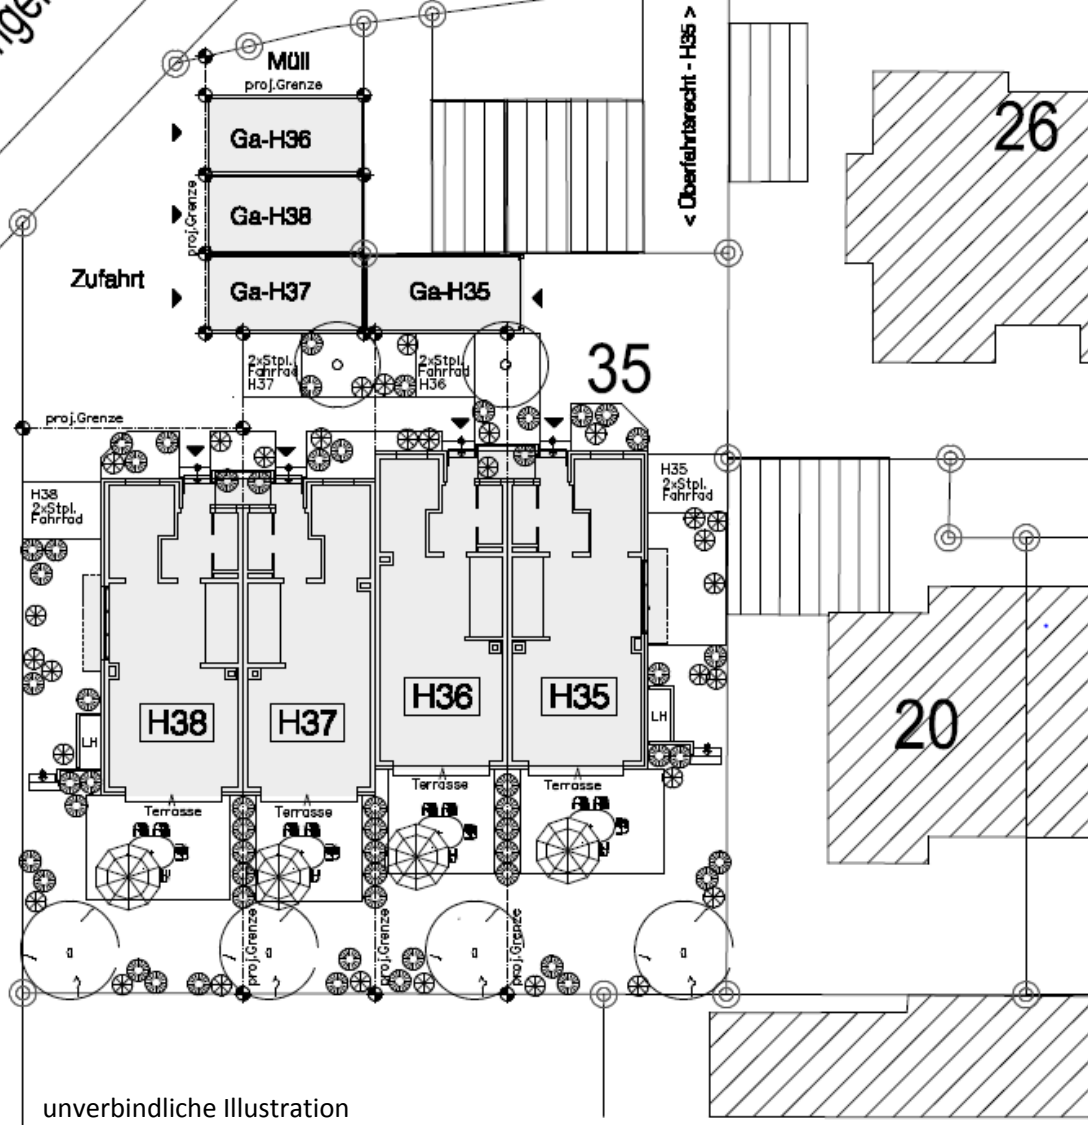 Müll
proj.Grenze
< Überfahrtsrecht - H35 >
26
Ga-H36
proj.Grenze
Ga-H38
Zufahrt
Ga-H37
Ga-H35
35
2xStpl.
Fahrrad
H37
2xStpl.
Fahrrad
H36
proj.Grenze
H38
2xStpl.
Fahrrad
H35
2xStpl.
Fahrrad
H38
H37
H36
H35
20
LH
LH
Terrasse
Terrasse
Terrasse
Terrasse
proj.Grenze
proj.Grenze
proj.Grenze
unverbindliche Illustration